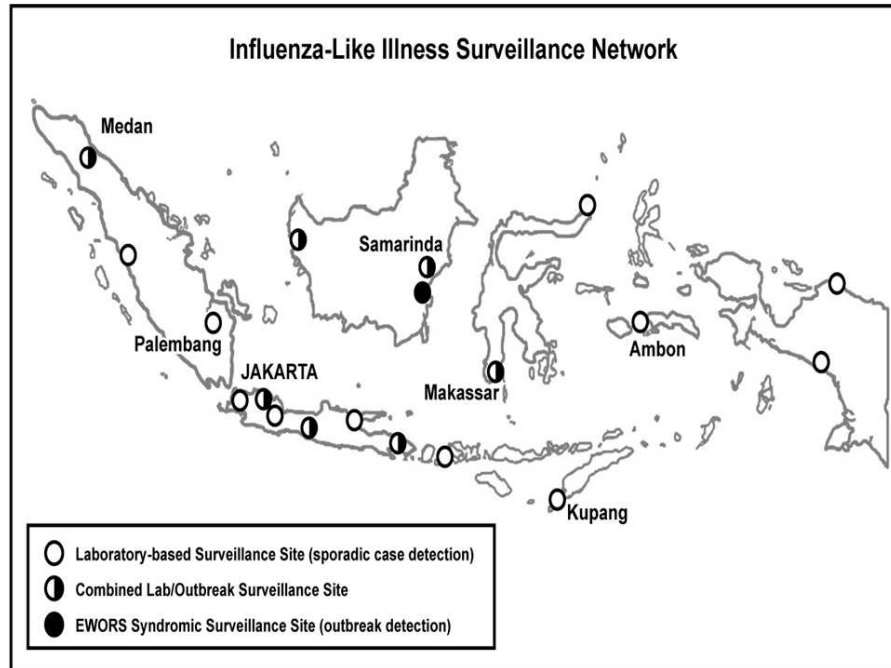 Influenza-Like Illness Surveillance Network
Medan
Samarinda
Palembang
Ambon
JAKARTA
Makassar
Kupang
Laboratory-based Surveillance Site (sporadic case detection)
Combined Lab/Outbreak Surveillance Site
EWORS Syndromic Surveillance Site (outbreak detection)